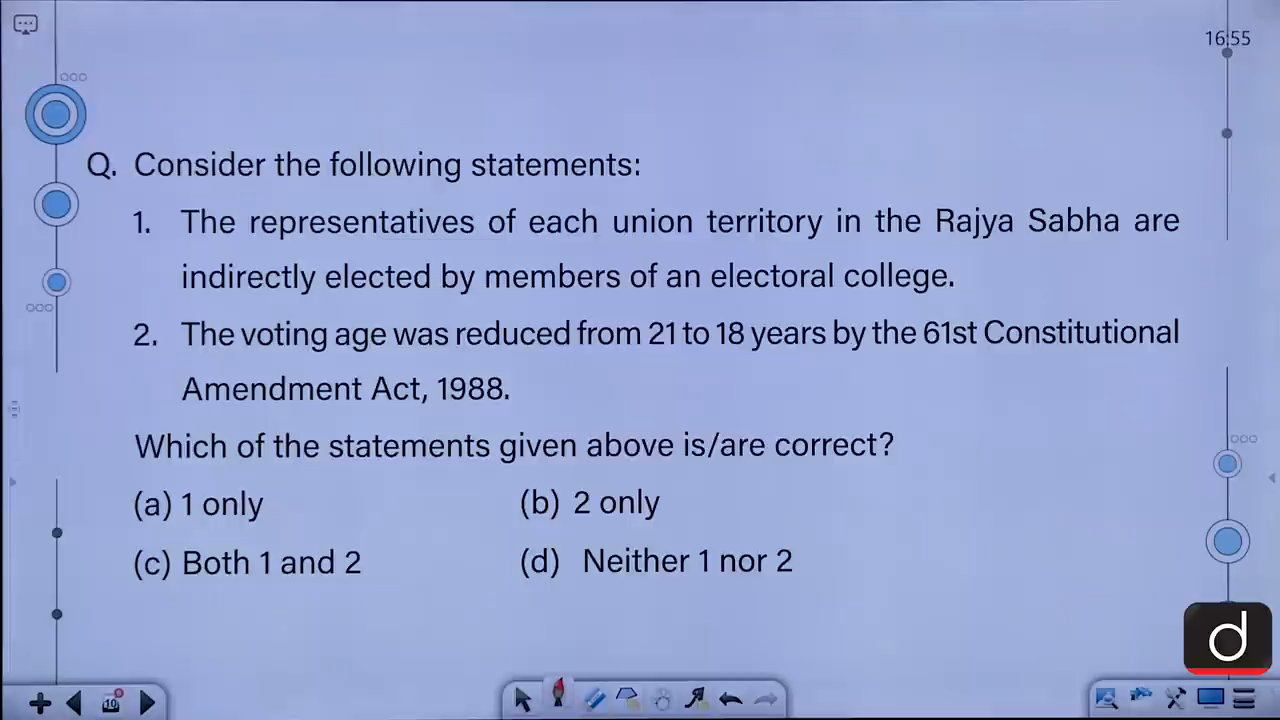 16:55
Q. Consider the following statements:
1. The representatives of each union territory in the Rajya Sabha are
indirectly elected by members of an electoral college.
2. The voting age was reduced from 21 to 18 years by the 61st Constitutional
Amendment Act, 1988.
Which of the statements given above is/are correct?
(a) 1 only (b) 2 only
(c) Both 1 and 2 (d) Neither 1 nor 2
d
10